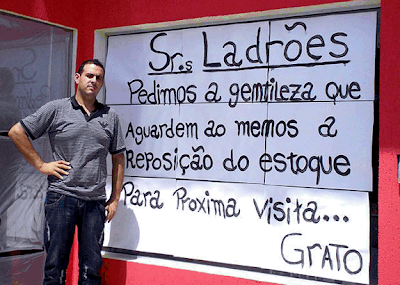 Sr.s Ladrões
Pedimos a gentileza que
Aguardem ao menos a
Reposição do estoque
Para Proxima visita...
Grato